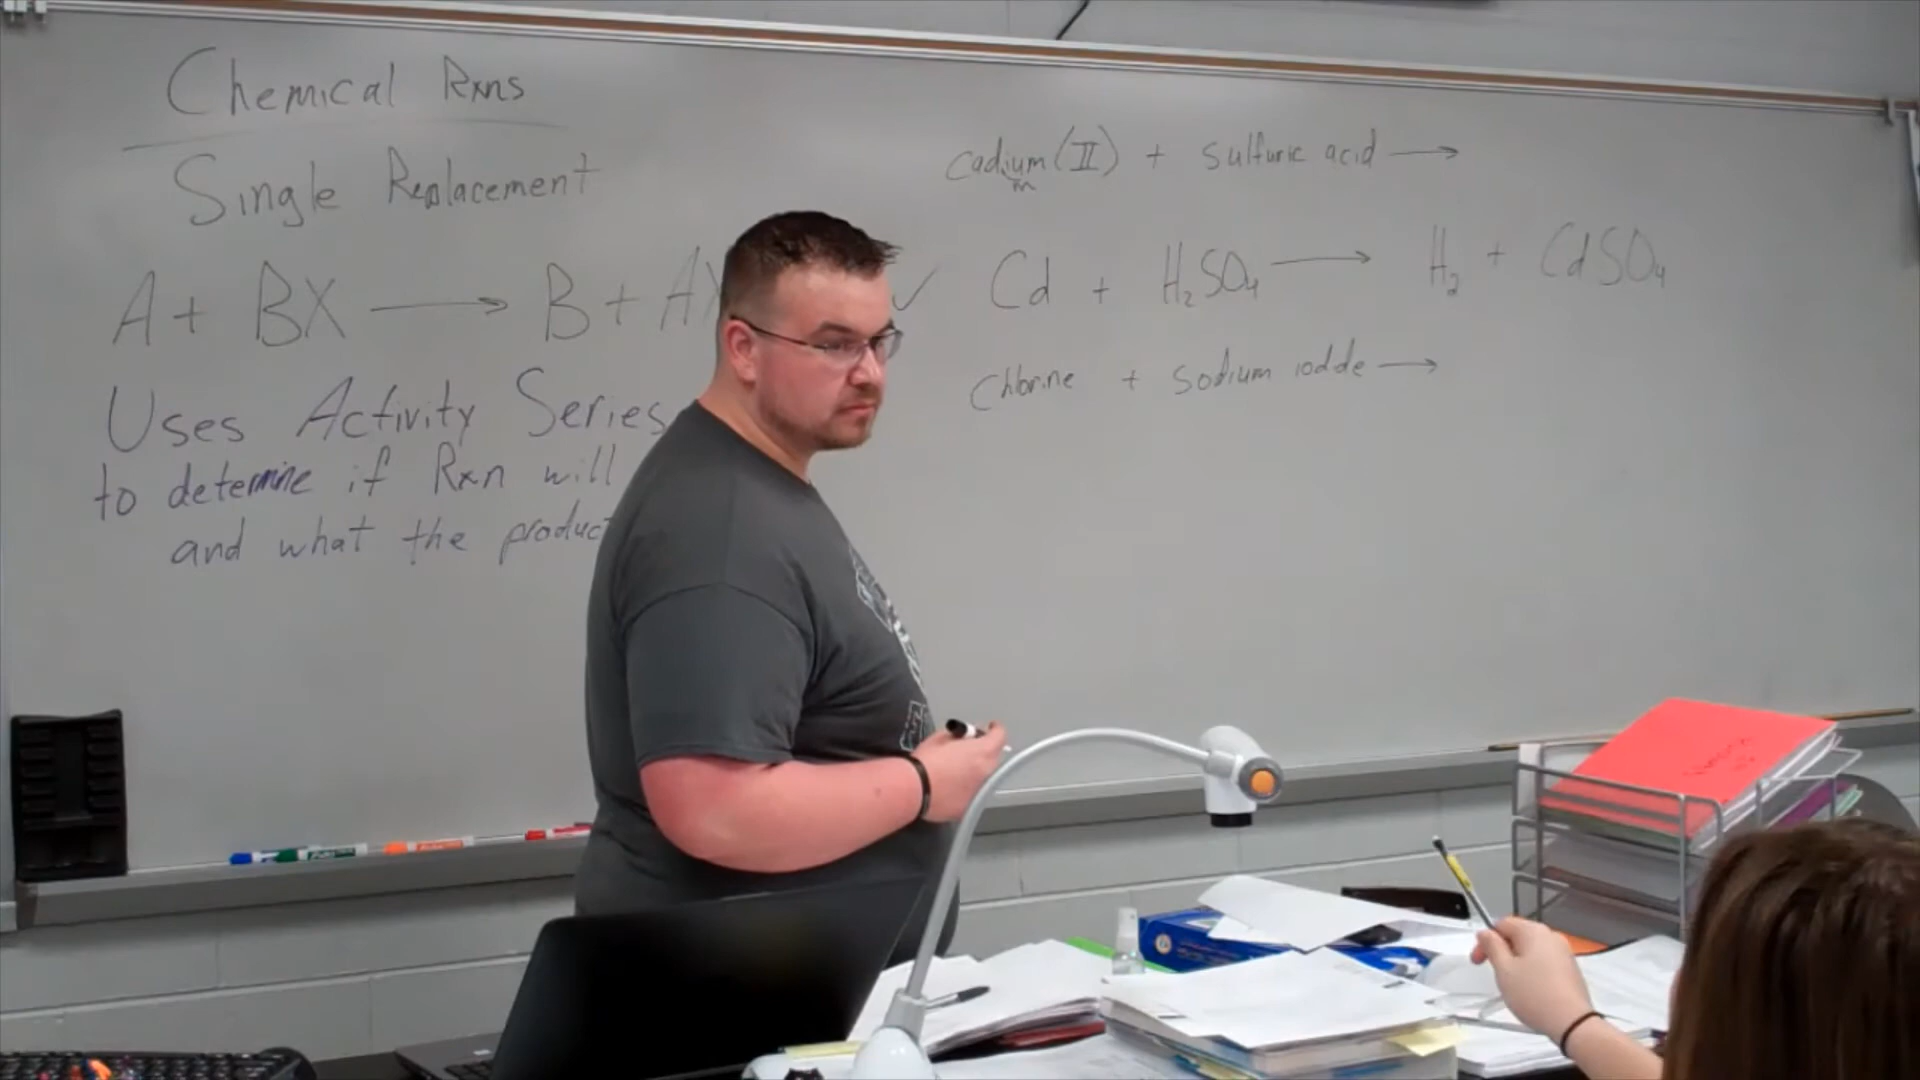 Chemical Rxns
Single Replacement
A + BX ⟶ B + AX
Uses Activity Series
to determine if Rxn will
and what the product
cadium (II) + sulfuric acid ⟶
m
✓ Cd + H₂SO₄ ⟶ H₂ + CdSO₄
chlorine + sodium iodde ⟶